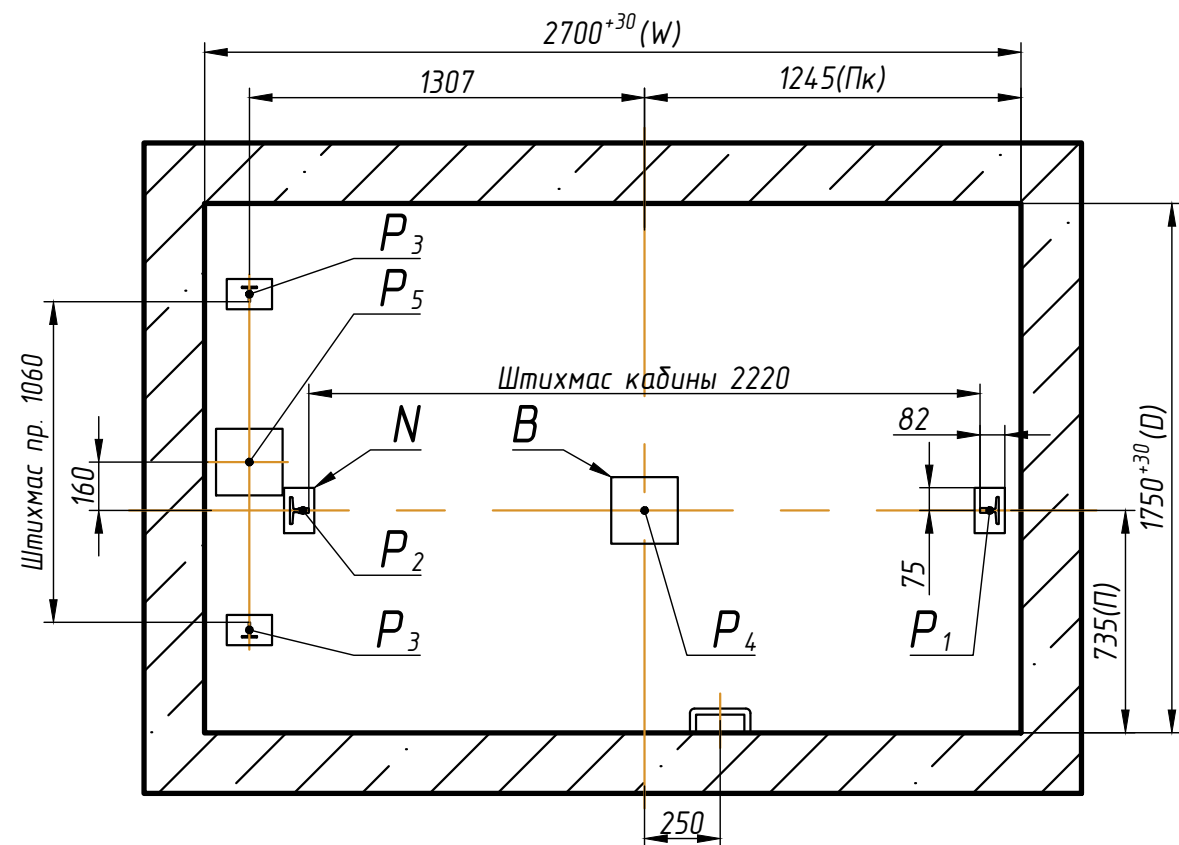 2700⁺³⁰(W)
1307
1245(Пк)
P₃
P₅
Штихмас пр. 1060
Штихмас кабины 2220
N
B
82
160
1750⁺³⁰(D)
P₂
75
P₃
P₄
P₁
735(П)
250